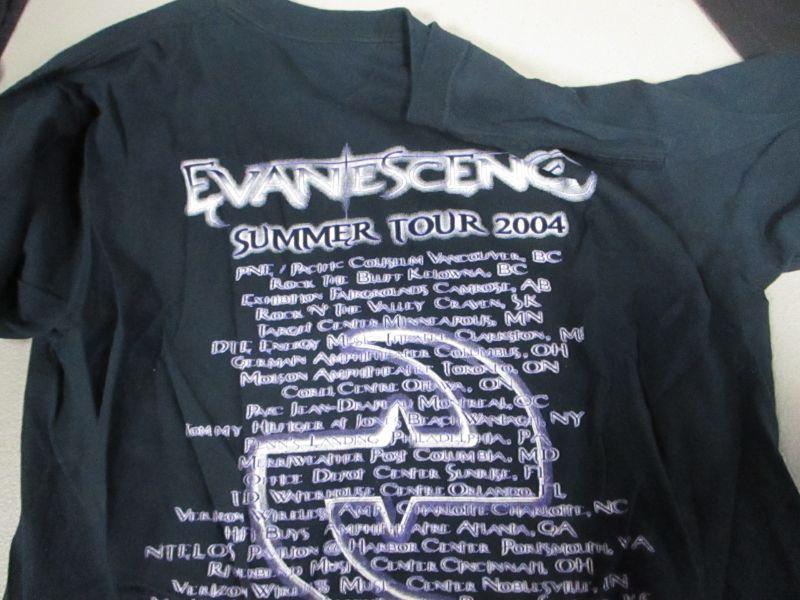 EVANESCENCE
SUMMER TOUR 2004
PNE / PACIFIC COLISEUM VANCOUVER, BC
ROCK THE BLUFF KELOWNA, BC
EXHIBITION FAIRGROUNDS CAMROSE, AB
ROCK 'N' THE VALLEY CRAVEN, SK
TARGET CENTER MINNEAPOLIS, MN
DTE ENERGY MUSIC THEATRE CLARKSTON, MI
GERMAIN AMPHITHEATER COLUMBUS, OH
MOLSON AMPHITHEATRE TORONTO, ON
COREL CENTRE OTTAWA, ON
PARC JEAN-DRAPEAU MONTREAL, QC
TOMMY HILFIGER AT JONES BEACH WANTAGH, NY
PENN'S LANDING PHILADELPHIA, PA
MERRIWEATHER POST COLUMBIA, MD
OFFICE DEPOT CENTER SUNRISE, FL
TD WATERHOUSE CENTRE ORLANDO, FL
VERIZON WIRELESS AMP CHARLOTTE CHARLOTTE, NC
HIFI BUYS AMPHITHEATRE ATLANTA, GA
NTELOS PAVILION @ HARBOR CENTER PORTSMOUTH, VA
RIVERBEND MUSIC CENTER CINCINNATI, OH
VERIZON WIRELESS MUSIC CENTER NOBLESVILLE, IN